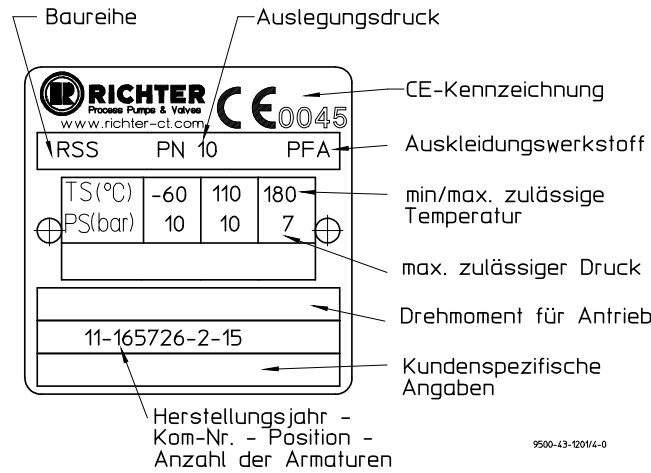 Baureihe
Auslegungsdruck
RICHTER
Process Pumps & Valves
www.richter-ct.com
CE 0045
CE-Kennzeichnung
RSS PN 10 PFA
Auskleidungswerkstoff
TS(°C) -60 110 180
PS(bar) 10 10 7
min/max. zulässige
Temperatur
max. zulässiger Druck
Drehmoment für Antrieb
11-165726-2-15
Kundenspezifische
Angaben
Herstellungsjahr -
Kom-Nr. - Position -
Anzahl der Armaturen
9500-43-1201/4-0